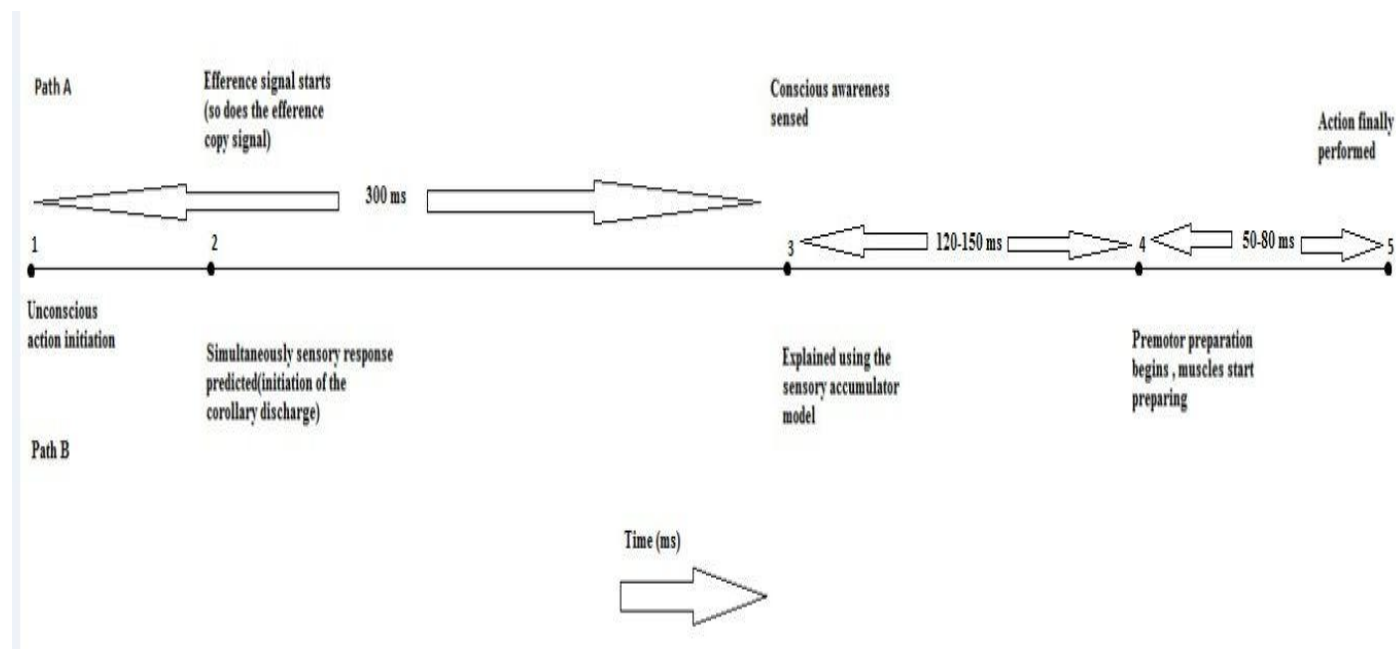 Path A
Efference signal starts
(so does the efference
copy signal)
Conscious awareness
sensed
Action finally
performed
300 ms
1
2
3
120-150 ms
4
50-80 ms
5
Unconscious
action initiation
Simultaneously sensory response
predicted(initiation of the
corollary discharge)
Explained using the
sensory accumulator
model
Premotor preparation
begins , muscles start
preparing
Path B
Time (ms)